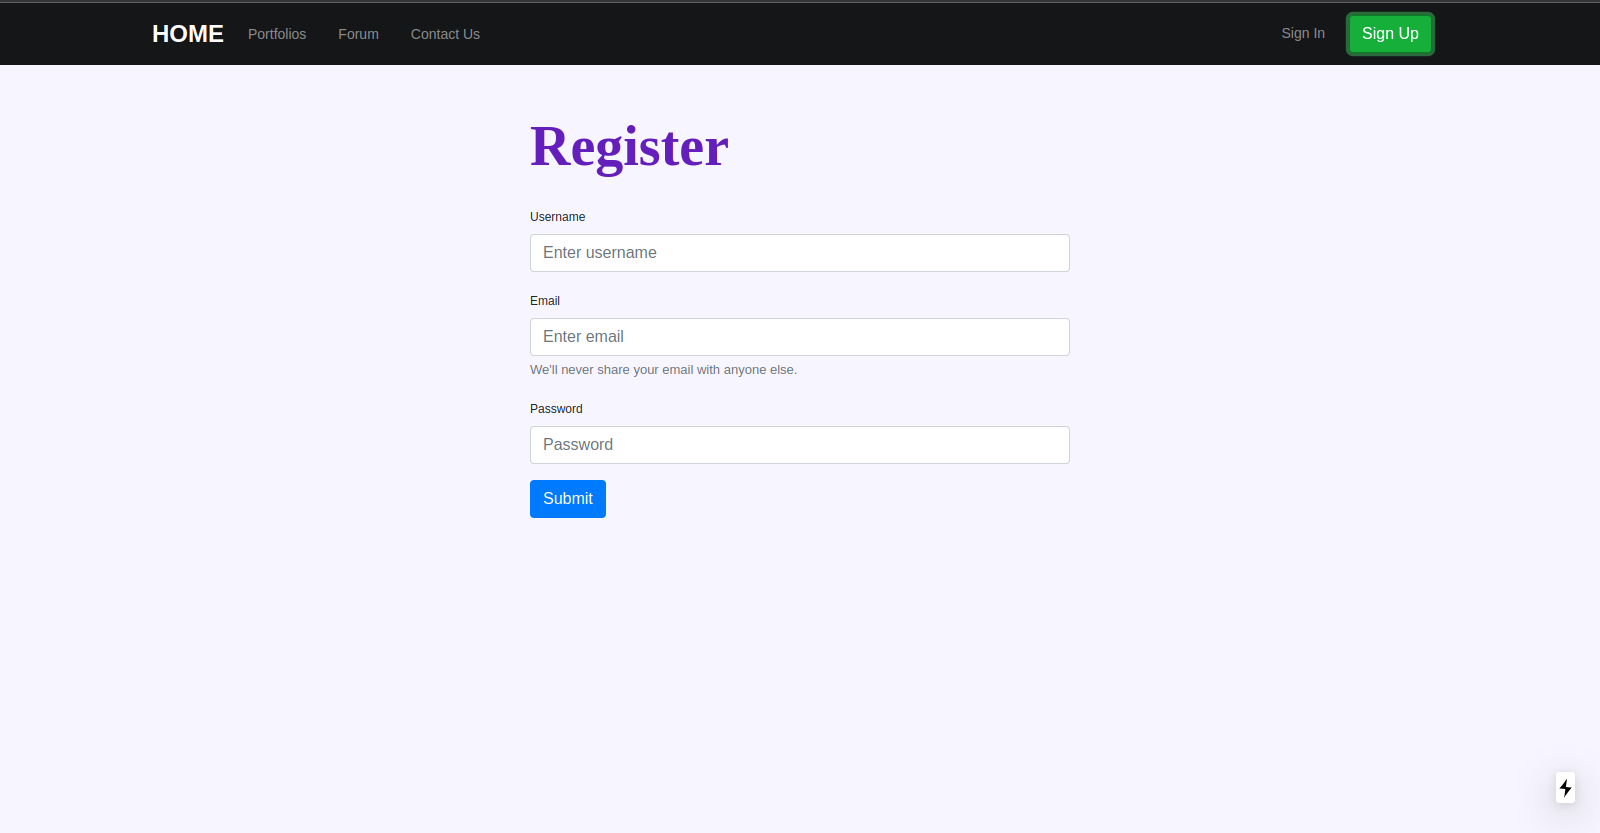 HOME Portfolios Forum Contact Us Sign In Sign Up
Register
Username
Enter username
Email
Enter email
We'll never share your email with anyone else.
Password
Password
Submit